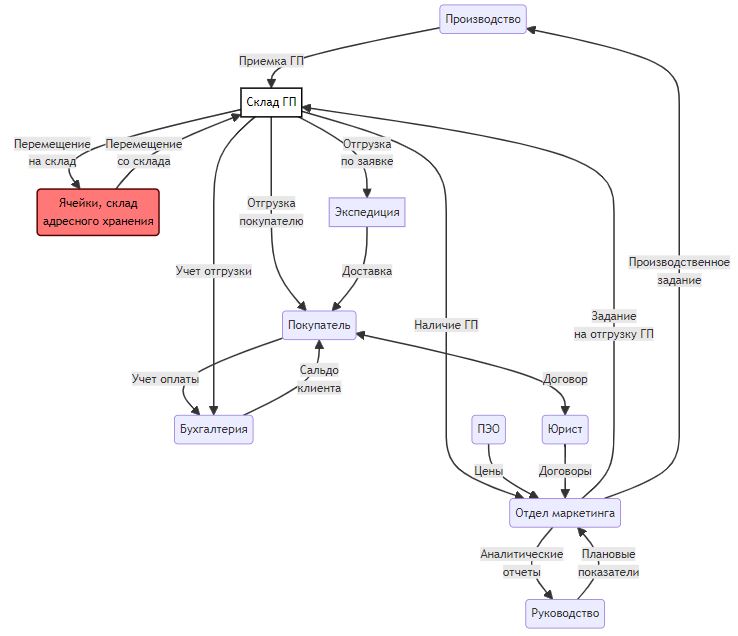 Производство
Приемка ГП
Склад ГП
Перемещение
на склад
Перемещение
со склада
Отгрузка
по заявке
Ячейки, склад
адресного хранения
Отгрузка
покупателю
Экспедиция
Учет отгрузки
Доставка
Производственное
задание
Покупатель
Наличие ГП
Задание
на отгрузку ГП
Учет оплаты
Сальдо
клиента
Договор
Бухгалтерия
ПЭО
Юрист
Цены
Договоры
Отдел маркетинга
Аналитические
отчеты
Плановые
показатели
Руководство